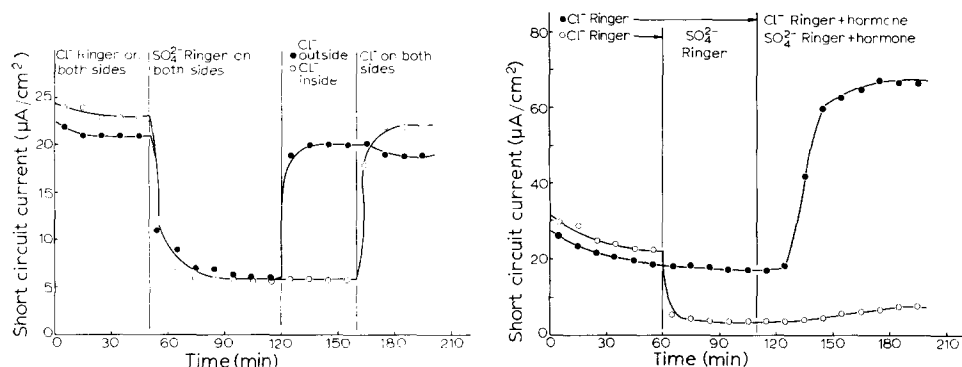 Cl⁻ Ringer on both sides
SO₄²⁻ Ringer on both sides
Cl⁻
● outside
○ Cl⁻
inside
Cl⁻ on both sides
Short circuit current (μA/cm²)
25
20
15
10
5
0
0 30 60 90 120 150 180 210
Time (min)
● Cl⁻ Ringer
Cl⁻ Ringer + hormone
○ Cl⁻ Ringer
SO₄²⁻
Ringer
SO₄²⁻ Ringer + hormone
Short circuit current (μA/cm²)
60
40
20
0
0 30 60 90 120 150 180 210
Time (min)